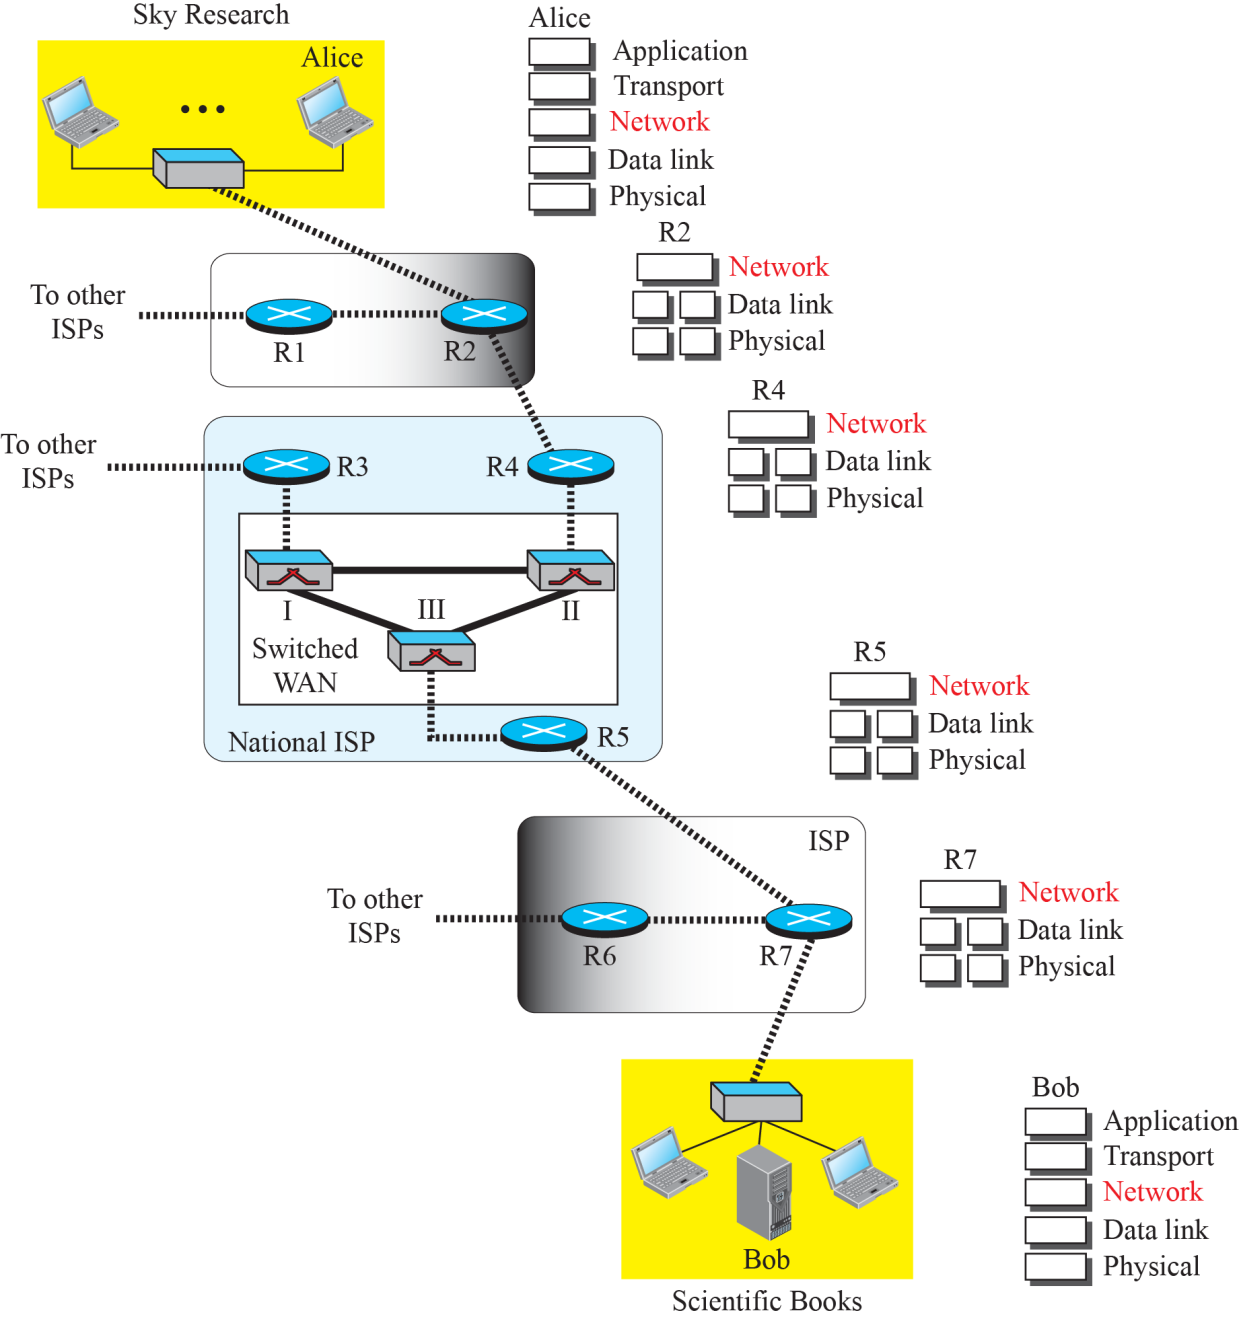 Sky Research
Alice
Alice
Application
Transport
Network
Data link
Physical
R2
Network
Data link
Physical
To other
ISPs
R1
R2
R4
Network
Data link
Physical
To other
ISPs
R3
R4
I
III
II
Switched
WAN
R5
National ISP
R5
Network
Data link
Physical
ISP
To other
ISPs
R6
R7
R7
Network
Data link
Physical
Bob
Application
Transport
Network
Data link
Physical
Bob
Scientific Books